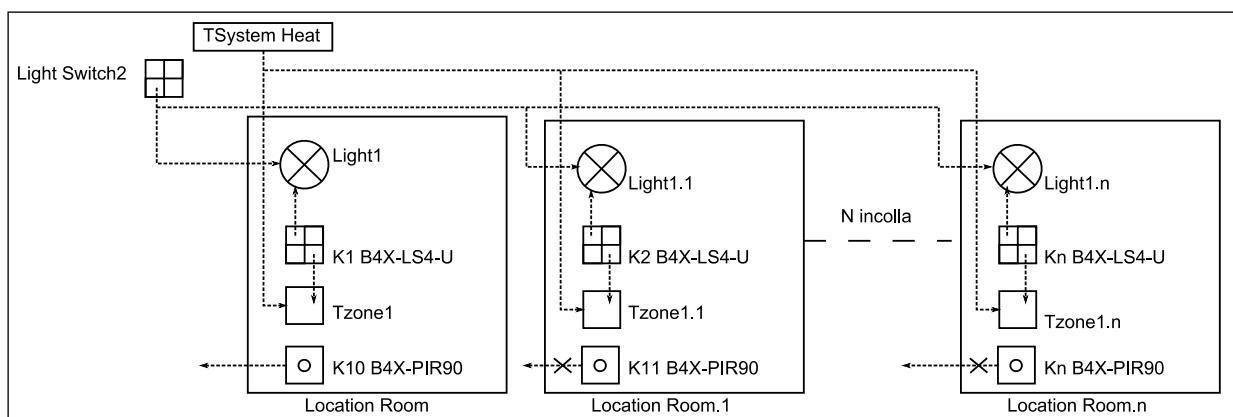 TSystem Heat
Light Switch2
Light1
Light1.1
Light1.n
N incolla
K1 B4X-LS4-U
K2 B4X-LS4-U
Kn B4X-LS4-U
Tzone1
Tzone1.1
Tzone1.n
K10 B4X-PIR90
K11 B4X-PIR90
Kn B4X-PIR90
Location Room
Location Room.1
Location Room.n